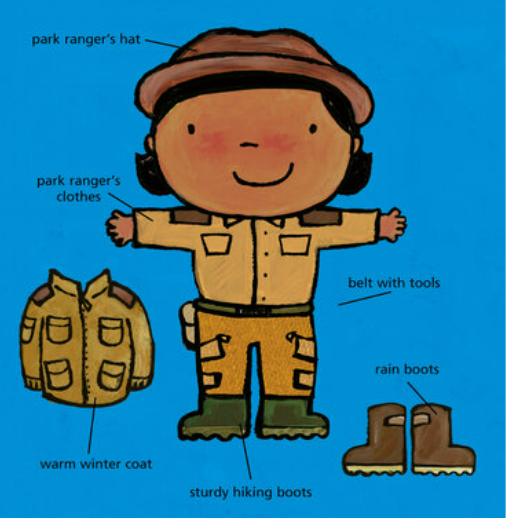 park ranger's hat
park ranger's
clothes
belt with tools
rain boots
warm winter coat
sturdy hiking boots